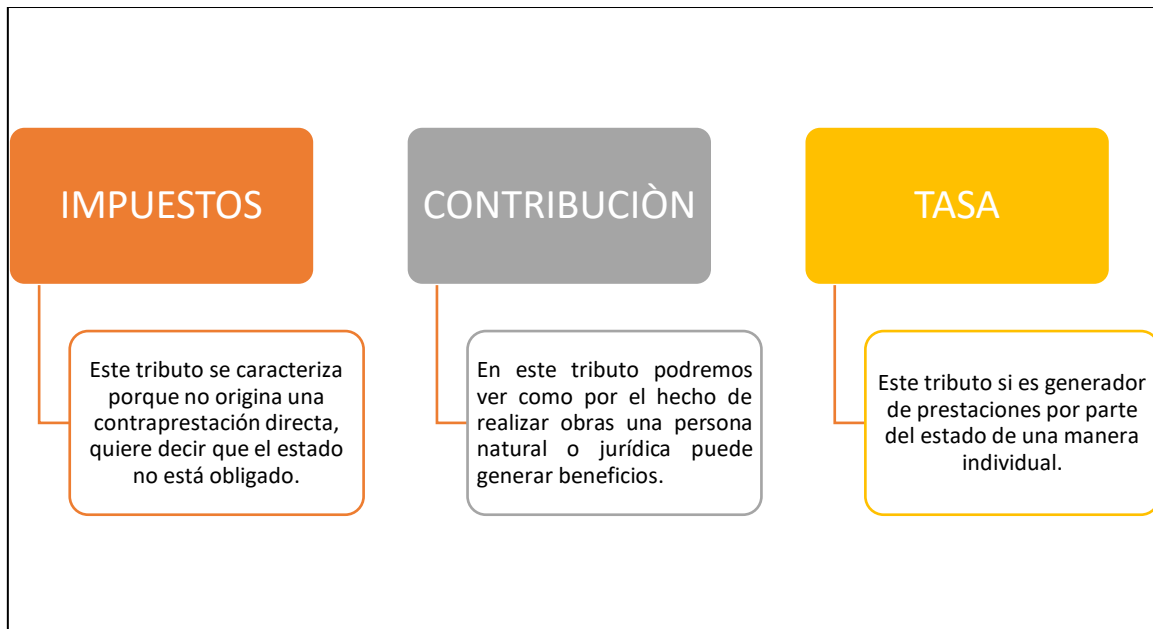 IMPUESTOS
Este tributo se caracteriza
porque no origina una
contraprestación directa,
quiere decir que el estado
no está obligado.
CONTRIBUCIÒN
En este tributo podremos
ver como por el hecho de
realizar obras una persona
natural o jurídica puede
generar beneficios.
TASA
Este tributo si es generador
de prestaciones por parte
del estado de una manera
individual.